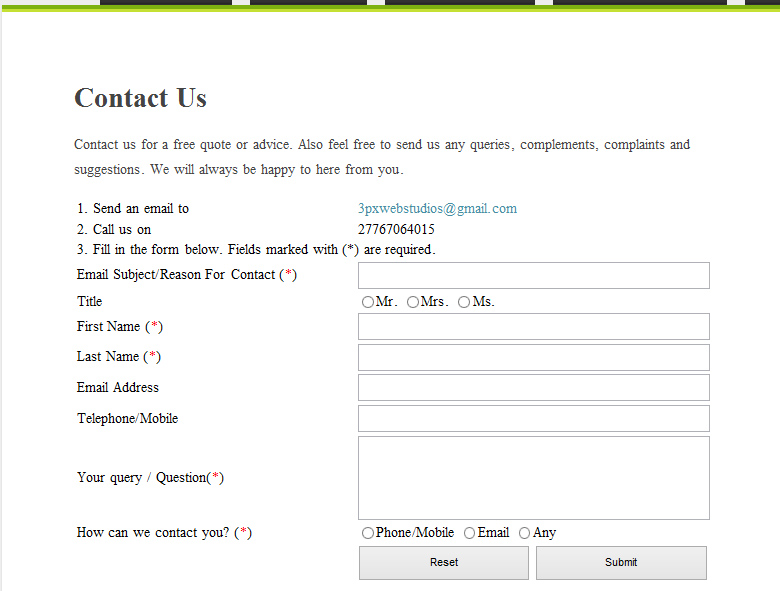 Contact Us
Contact us for a free quote or advice. Also feel free to send us any queries, complements, complaints and
suggestions. We will always be happy to here from you.
1. Send an email to 3pxwebstudios@gmail.com
2. Call us on 27767064015
3. Fill in the form below. Fields marked with (*) are required.
Email Subject/Reason For Contact (*)
Title Mr. Mrs. Ms.
First Name (*)
Last Name (*)
Email Address
Telephone/Mobile
Your query / Question(*)
How can we contact you? (*) Phone/Mobile Email Any
Reset Submit